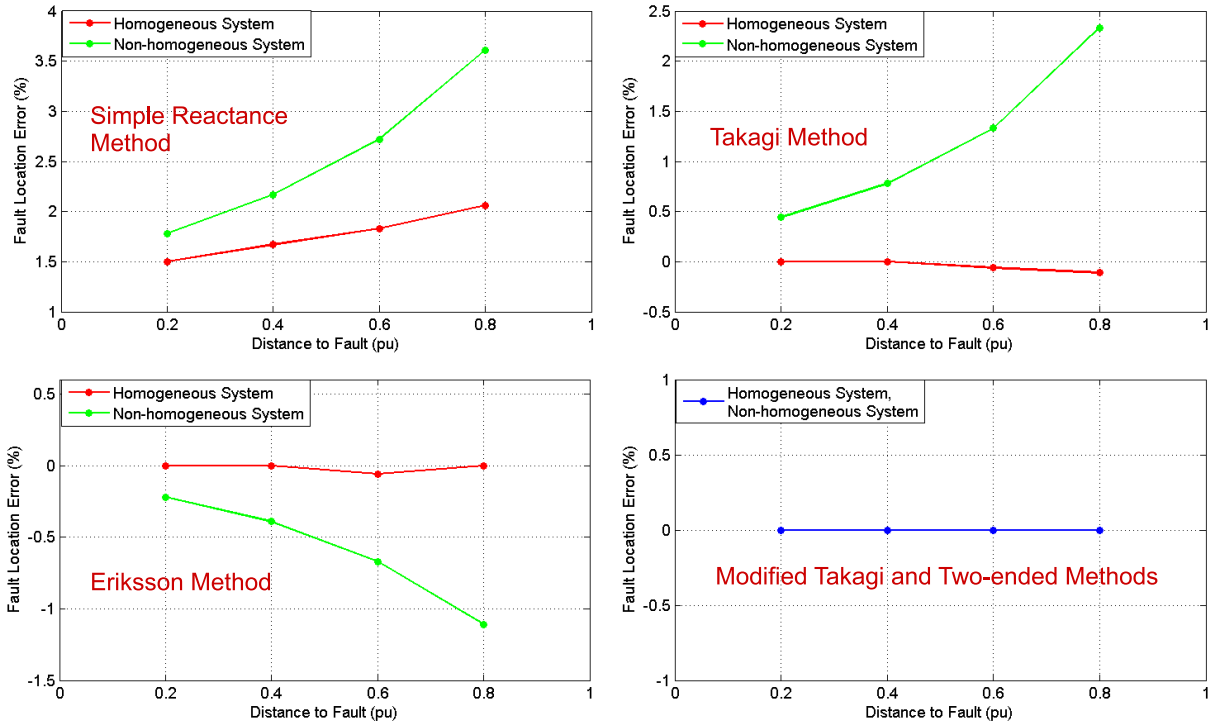 Homogeneous System
Non-homogeneous System
Simple Reactance
Method
Fault Location Error (%)
4
3.5
3
2.5
2
1.5
1
0
0.2
0.4
0.6
0.8
1
Distance to Fault (pu)
Homogeneous System
Non-homogeneous System
Takagi Method
Fault Location Error (%)
2.5
2
1.5
1
0.5
0
-0.5
0
0.2
0.4
0.6
0.8
1
Distance to Fault (pu)
Homogeneous System
Non-homogeneous System
Eriksson Method
Fault Location Error (%)
0.5
0
-0.5
-1
-1.5
0
0.2
0.4
0.6
0.8
1
Distance to Fault (pu)
Homogeneous System,
Non-homogeneous System
Modified Takagi and Two-ended Methods
Fault Location Error (%)
1
0.5
0
-0.5
-1
0
0.2
0.4
0.6
0.8
1
Distance to Fault (pu)